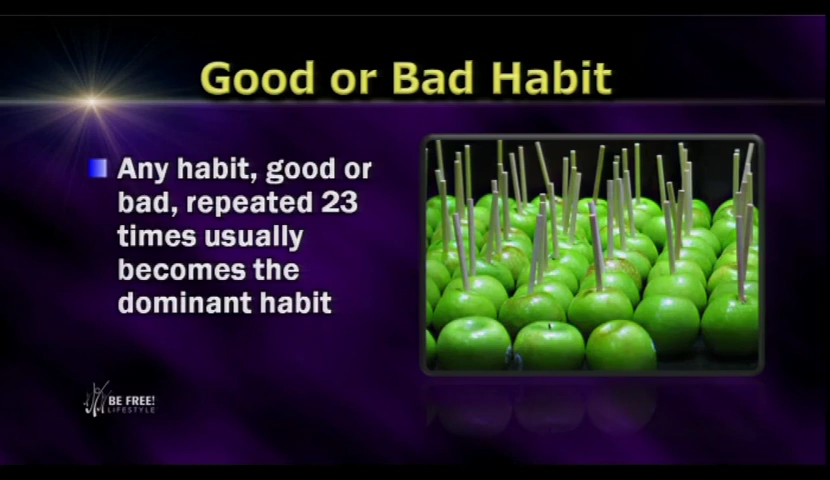 Good or Bad Habit
Any habit, good or
bad, repeated 23
times usually
becomes the
dominant habit
BE FREE!
LIFESTYLE